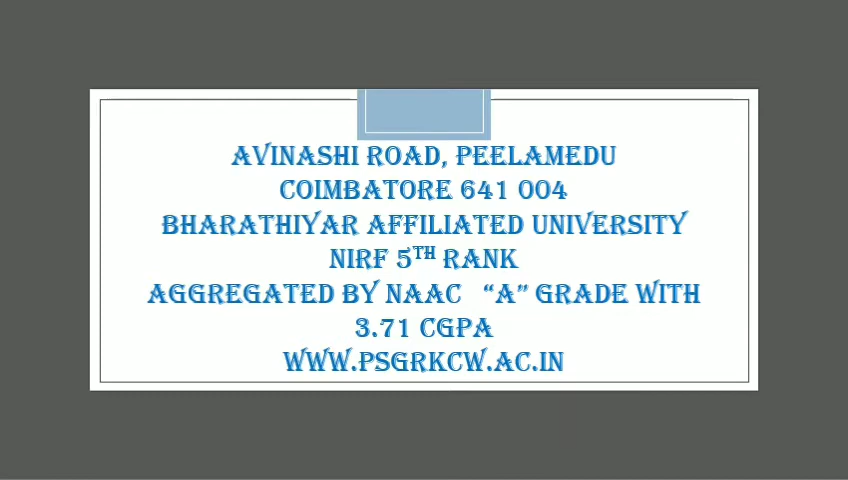 AVINASHI ROAD, PEELAMEDU
COIMBATORE 641 004
BHARATHIYAR AFFILIATED UNIVERSITY
NIRF 5TH RANK
AGGREGATED BY NAAC “A” GRADE WITH
3.71 CGPA
WWW.PSGRKCW.AC.IN